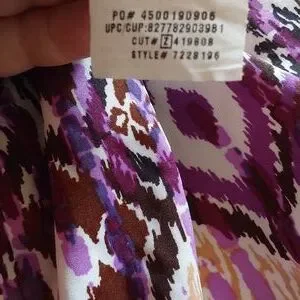 PO# 4500190906
UPC/CUP:827782903981
CUT# Z 419808
STYLE# 7228196